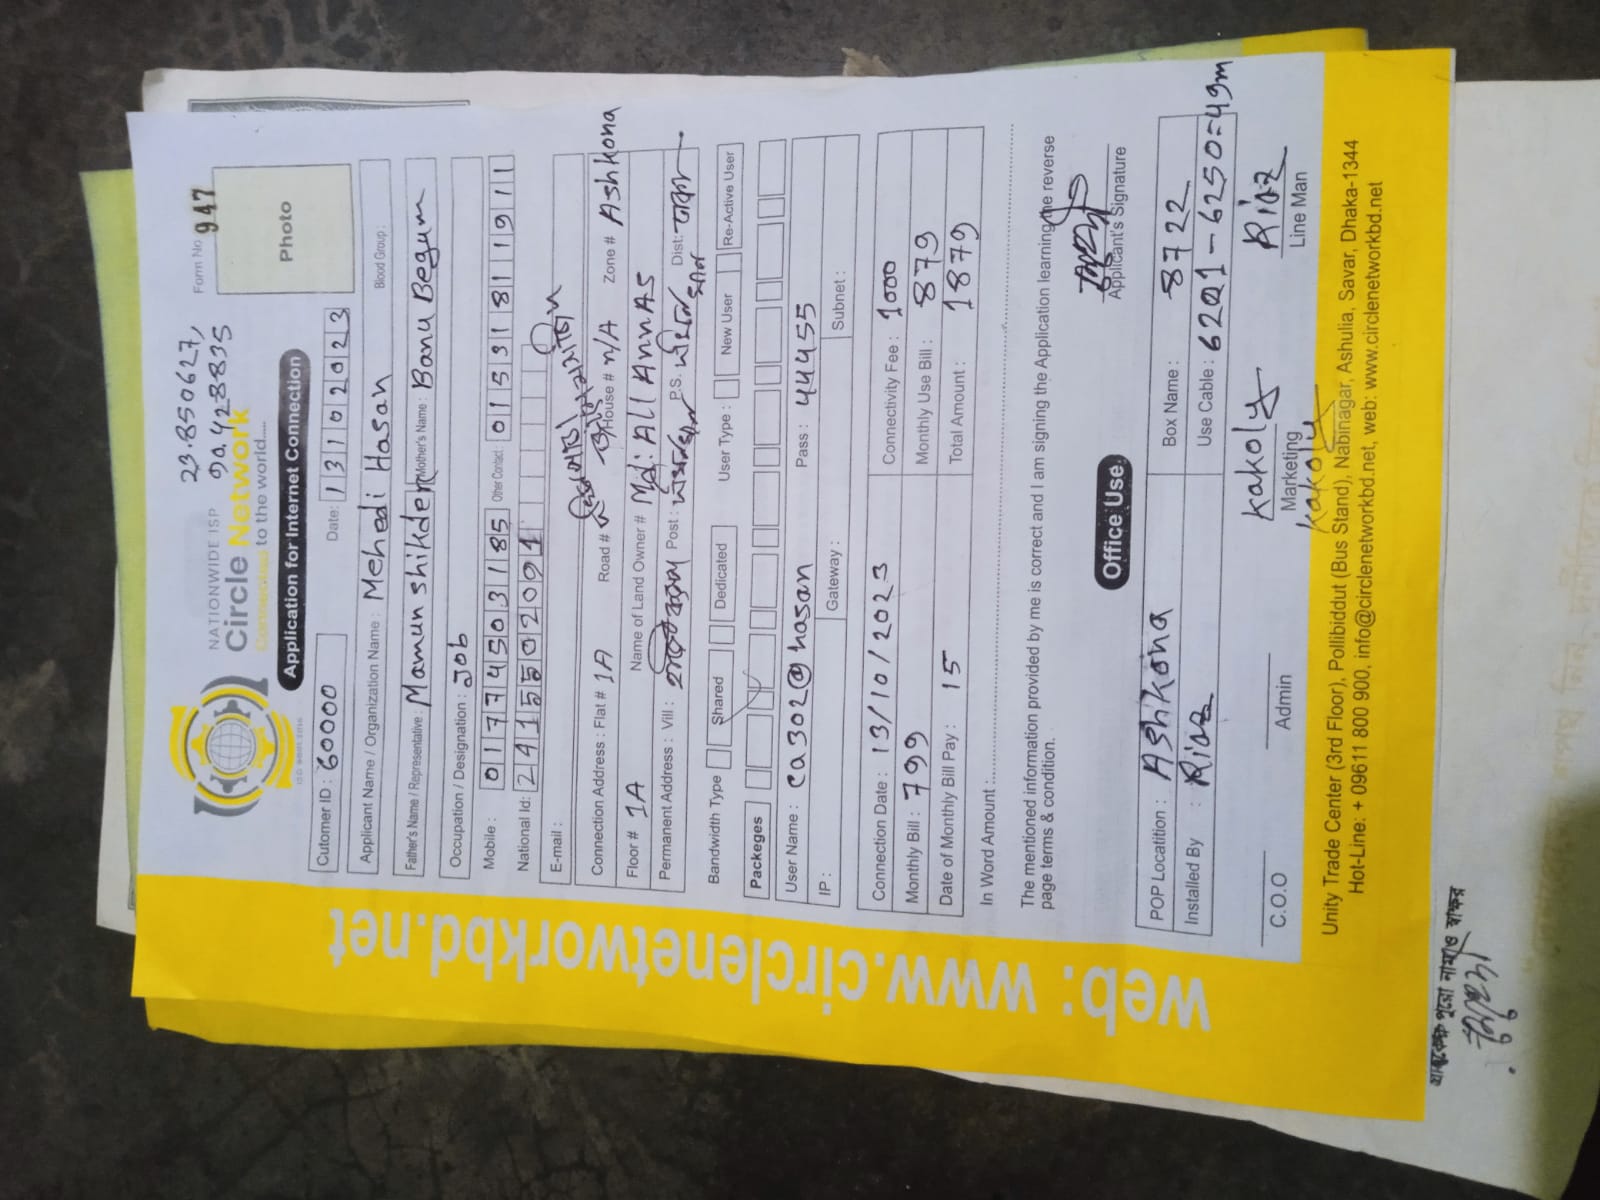 NATIONWIDE ISP
Circle Network
Connected to the world....
23.850627,
90.428835
Form No
947
Photo
Application for Internet Connection
Cutomer ID : 60000
Date: 13102023
Applicant Name / Organization Name : Mehedi Hasan
Blood Group :
Father's Name / Representative : Mamun shikder Mother's Name : Banu Begum
Occupation / Designation : Job
Mobile : 01774503185 Other Contact : 01531811911
National Id: 2415502091
E-mail :
Connection Address : Flat # 1A Road # House # n/A Zone # Ashkona
Floor # 1A Name of Land Owner # Md: All Annas
Permanent Address : Vill : Post : P.S. Dist:
Bandwidth Type Shared Dedicated User Type : New User Re-Active User
Packeges
User Name : ca302@hasan Pass : 44455
IP : Gateway : Subnet :
Connection Date : 13/10/2023 Connectivity Fee : 1000
Monthly Bill : 799 Monthly Use Bill : 879
Date of Monthly Bill Pay : 15 Total Amount : 1879
In Word Amount :
The mentioned information provided by me is correct and I am signing the Application learning the reverse
page terms & condition.
Applicant's Signature
Office Use
POP Locatition : Ashkona Box Name : 8722
Installed By : Riaz Use Cable : 6291-6250=41m
kakoly Riaz
C.O.O Admin Marketing Line Man
kakoly
Unity Trade Center (3rd Floor), Pollibiddut (Bus Stand), Nabinagar, Ashulia, Savar, Dhaka-1344
Hot-Line: + 09611 800 900, info@circlenetworkbd.net, web: www.circlenetworkbd.net
web: www.circlenetworkbd.net